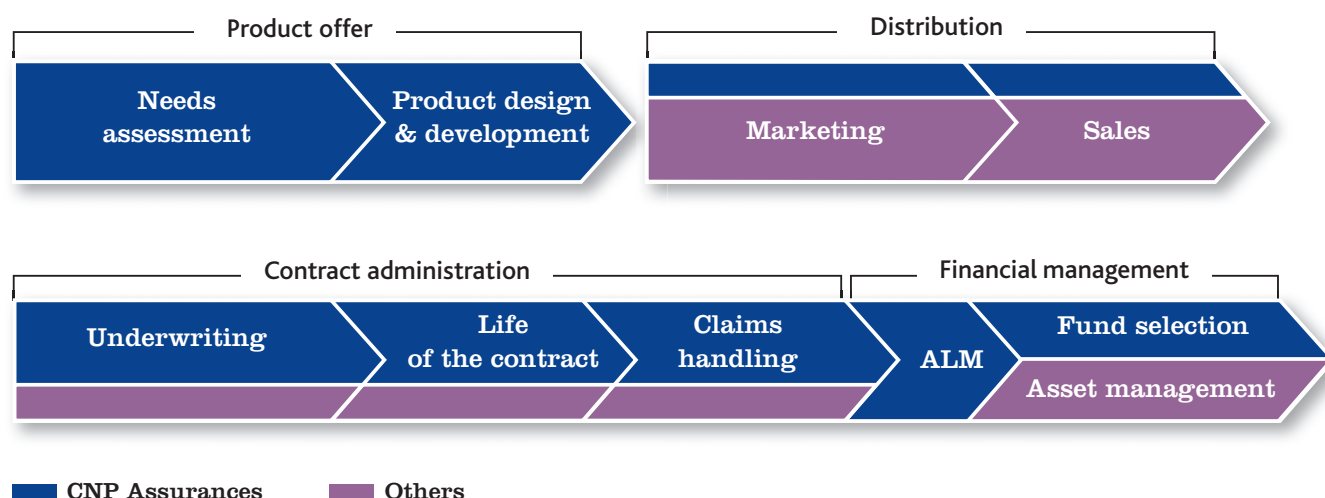 Product offer
Distribution
Needs
assessment
Product design
& development
Marketing
Sales
Contract administration
Financial management
Underwriting
Life
of the contract
Claims
handling
ALM
Fund selection
Asset management
CNP Assurances
Others